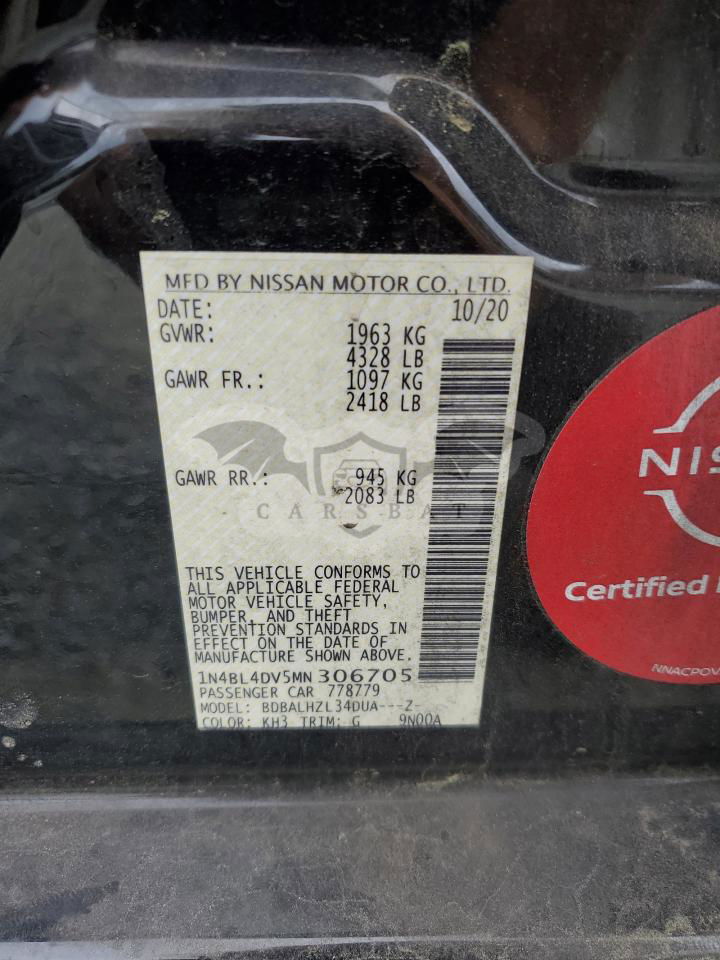 MFD BY NISSAN MOTOR CO., LTD.
DATE: 10/20
GVWR: 1963 KG
4328 LB
GAWR FR.: 1097 KG
2418 LB
GAWR RR.: 945 KG
2083 LB
CARSBAT
THIS VEHICLE CONFORMS TO
ALL APPLICABLE FEDERAL
MOTOR VEHICLE SAFETY,
BUMPER, AND THEFT
PREVENTION STANDARDS IN
EFFECT ON THE DATE OF
MANUFACTURE SHOWN ABOVE.
1N4BL4DV5MN306705
PASSENGER CAR 778779
MODEL: BDBALHZL34DUA---Z-
COLOR: KH3 TRIM: G 9N00A
NIS
Certified
NNACPOV